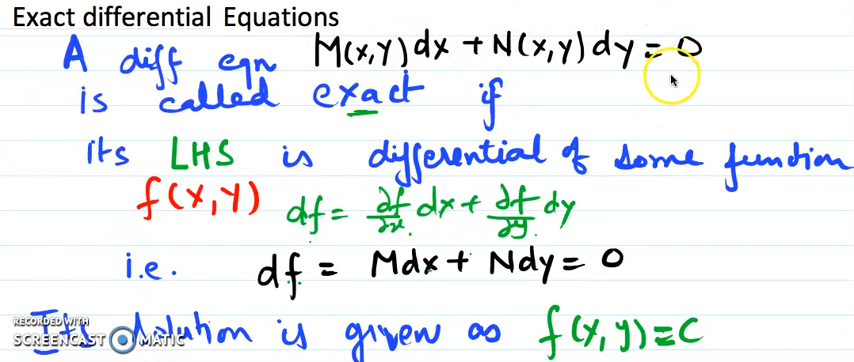 Exact differential Equations
A diff eqn M(x,y)dx + N(x,y)dy = 0
is called exact if
its LHS is differential of some function
f(x,y) df = ∂f/∂x dx + ∂f/∂y dy
i.e. df = Mdx + Ndy = 0
Its solution is given as f(x,y) = C
RECORDED WITH
SCREENCAST MATIC